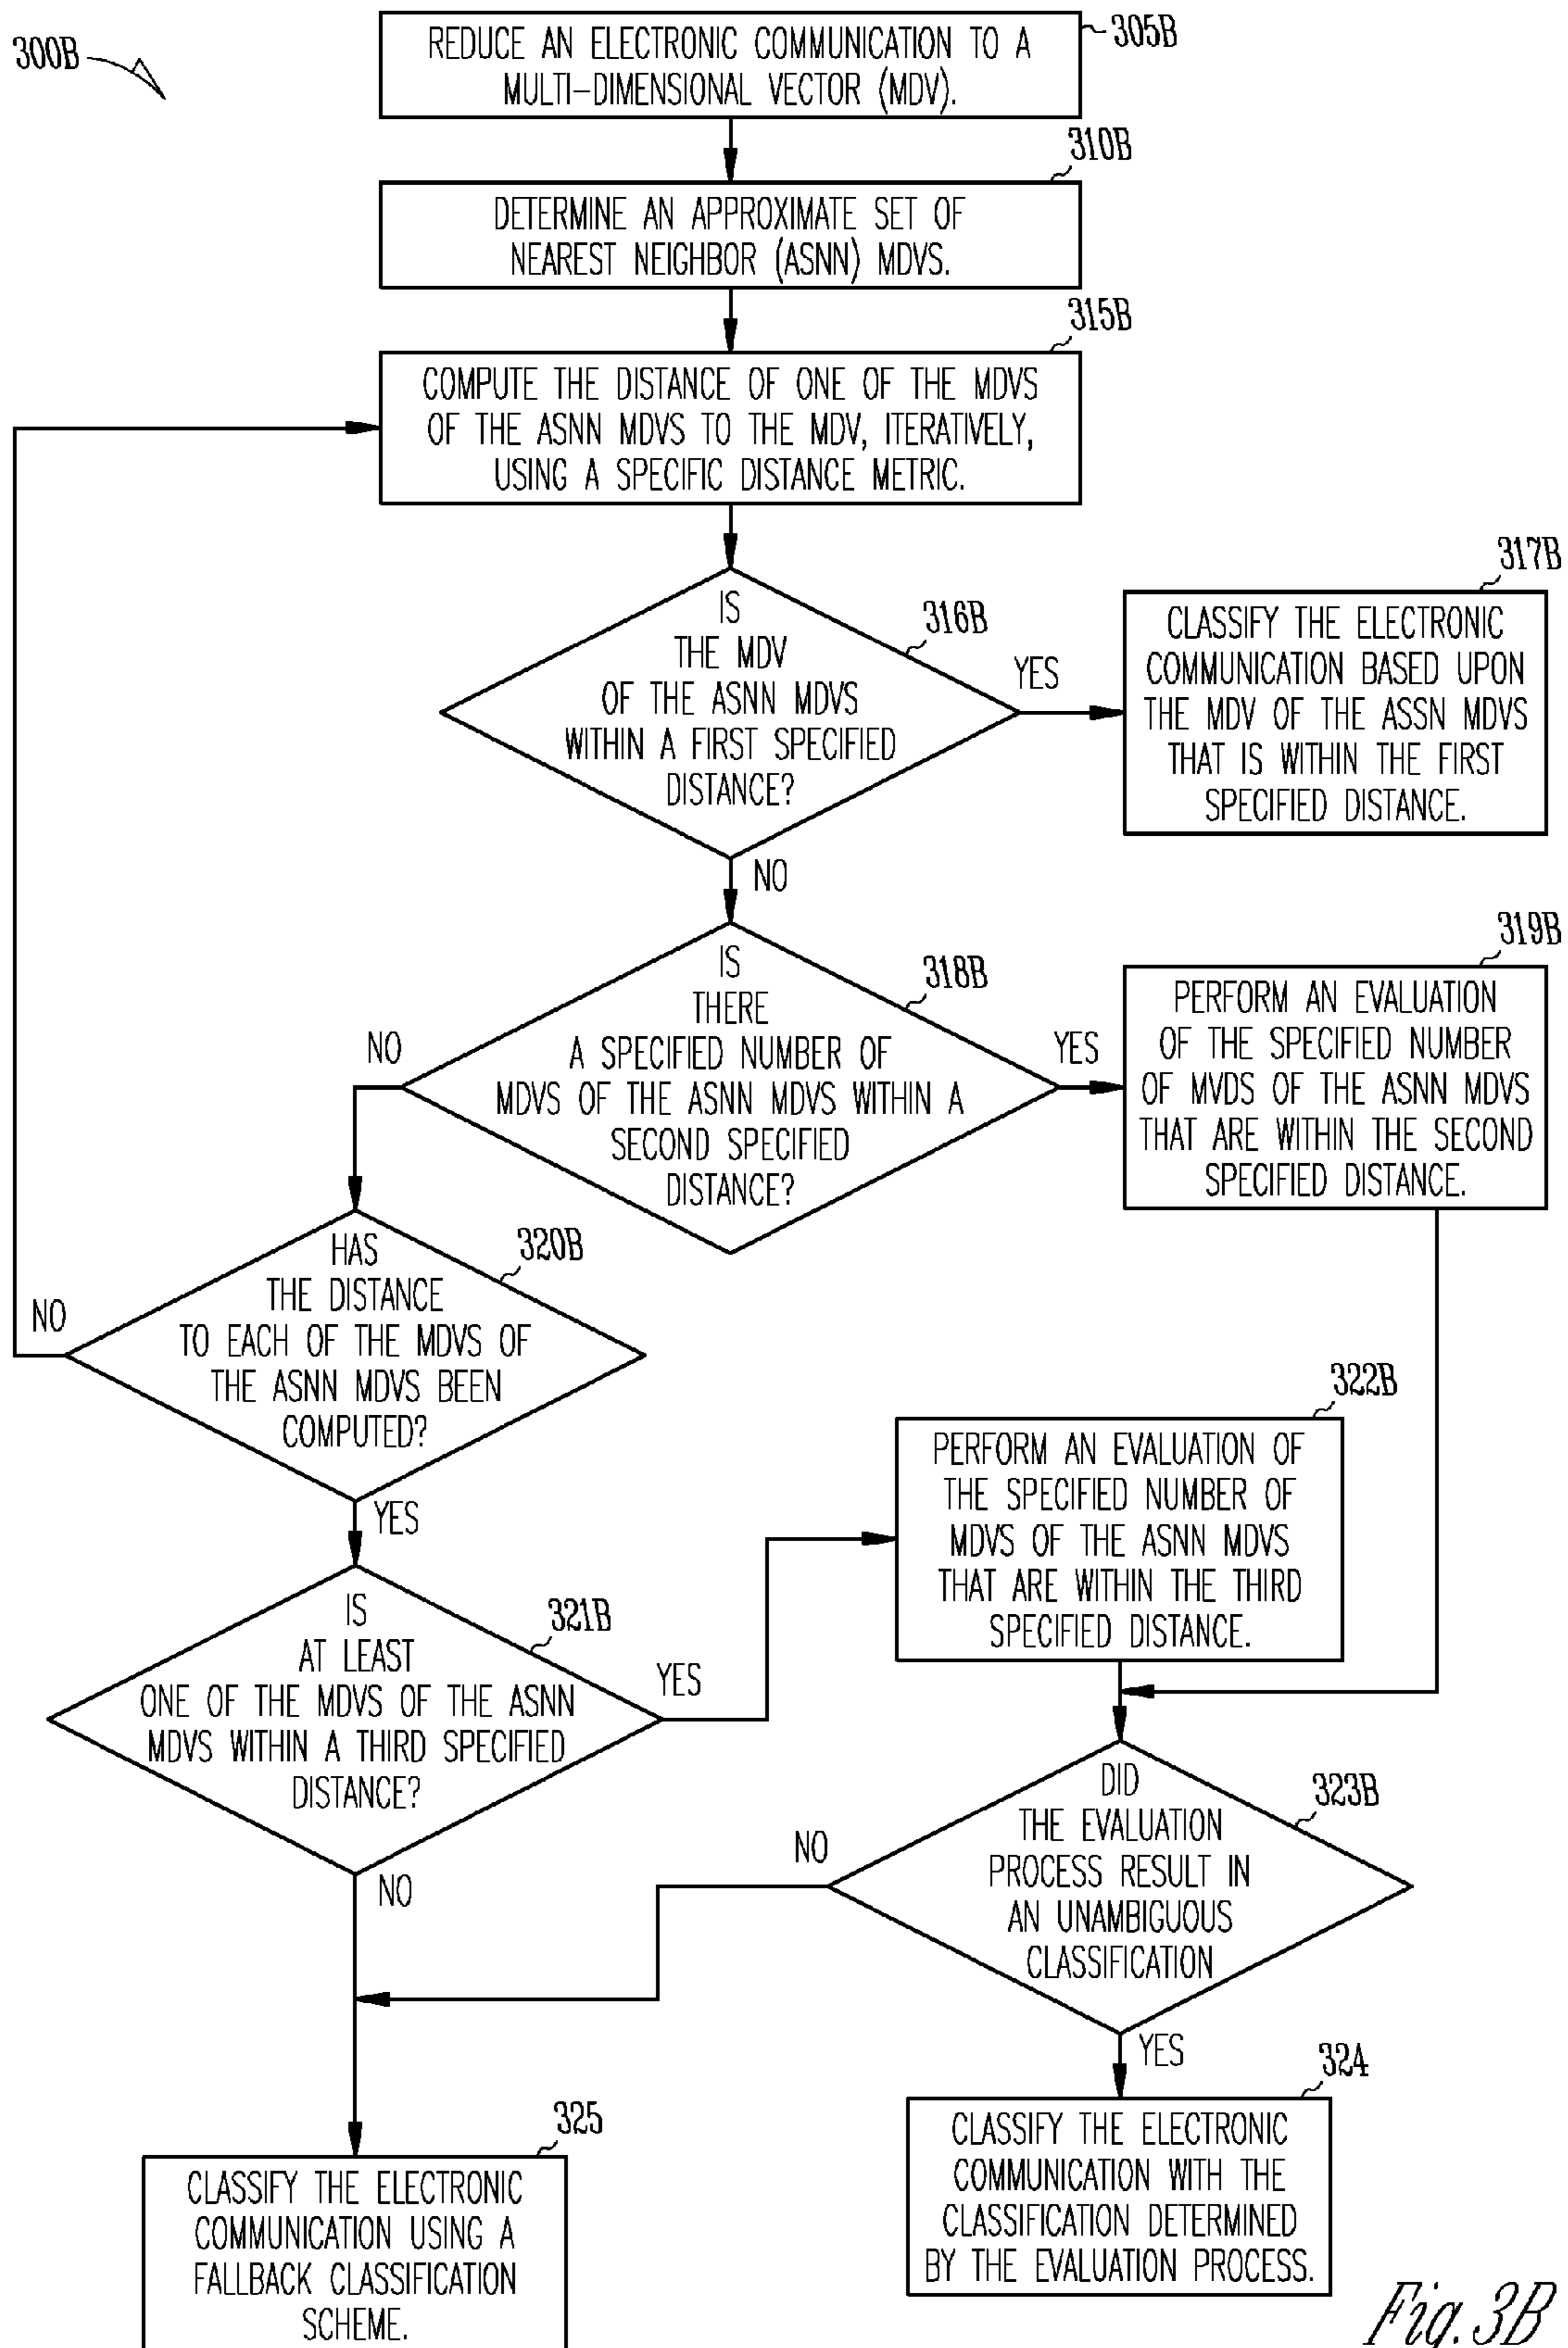 300B
REDUCE AN ELECTRONIC COMMUNICATION TO A
MULTI-DIMENSIONAL VECTOR (MDV).
305B
310B
DETERMINE AN APPROXIMATE SET OF
NEAREST NEIGHBOR (ASNN) MDVS.
315B
COMPUTE THE DISTANCE OF ONE OF THE MDVS
OF THE ASNN MDVS TO THE MDV, ITERATIVELY,
USING A SPECIFIC DISTANCE METRIC.
316B
IS
THE MDV
OF THE ASNN MDVS
WITHIN A FIRST SPECIFIED
DISTANCE?
YES
317B
CLASSIFY THE ELECTRONIC
COMMUNICATION BASED UPON
THE MDV OF THE ASSN MDVS
THAT IS WITHIN THE FIRST
SPECIFIED DISTANCE.
NO
318B
IS
THERE
A SPECIFIED NUMBER OF
MDVS OF THE ASNN MDVS WITHIN A
SECOND SPECIFIED
DISTANCE?
NO
YES
319B
PERFORM AN EVALUATION
OF THE SPECIFIED NUMBER
OF MVDS OF THE ASNN MDVS
THAT ARE WITHIN THE SECOND
SPECIFIED DISTANCE.
320B
HAS
THE DISTANCE
TO EACH OF THE MDVS OF
THE ASNN MDVS BEEN
COMPUTED?
NO
YES
321B
IS
AT LEAST
ONE OF THE MDVS OF THE ASNN
MDVS WITHIN A THIRD SPECIFIED
DISTANCE?
YES
322B
PERFORM AN EVALUATION OF
THE SPECIFIED NUMBER OF
MDVS OF THE ASNN MDVS
THAT ARE WITHIN THE THIRD
SPECIFIED DISTANCE.
NO
323B
DID
THE EVALUATION
PROCESS RESULT IN
AN UNAMBIGUOUS
CLASSIFICATION
NO
YES
324
CLASSIFY THE ELECTRONIC
COMMUNICATION WITH THE
CLASSIFICATION DETERMINED
BY THE EVALUATION PROCESS.
325
CLASSIFY THE ELECTRONIC
COMMUNICATION USING A
FALLBACK CLASSIFICATION
SCHEME.
Fig. 3B